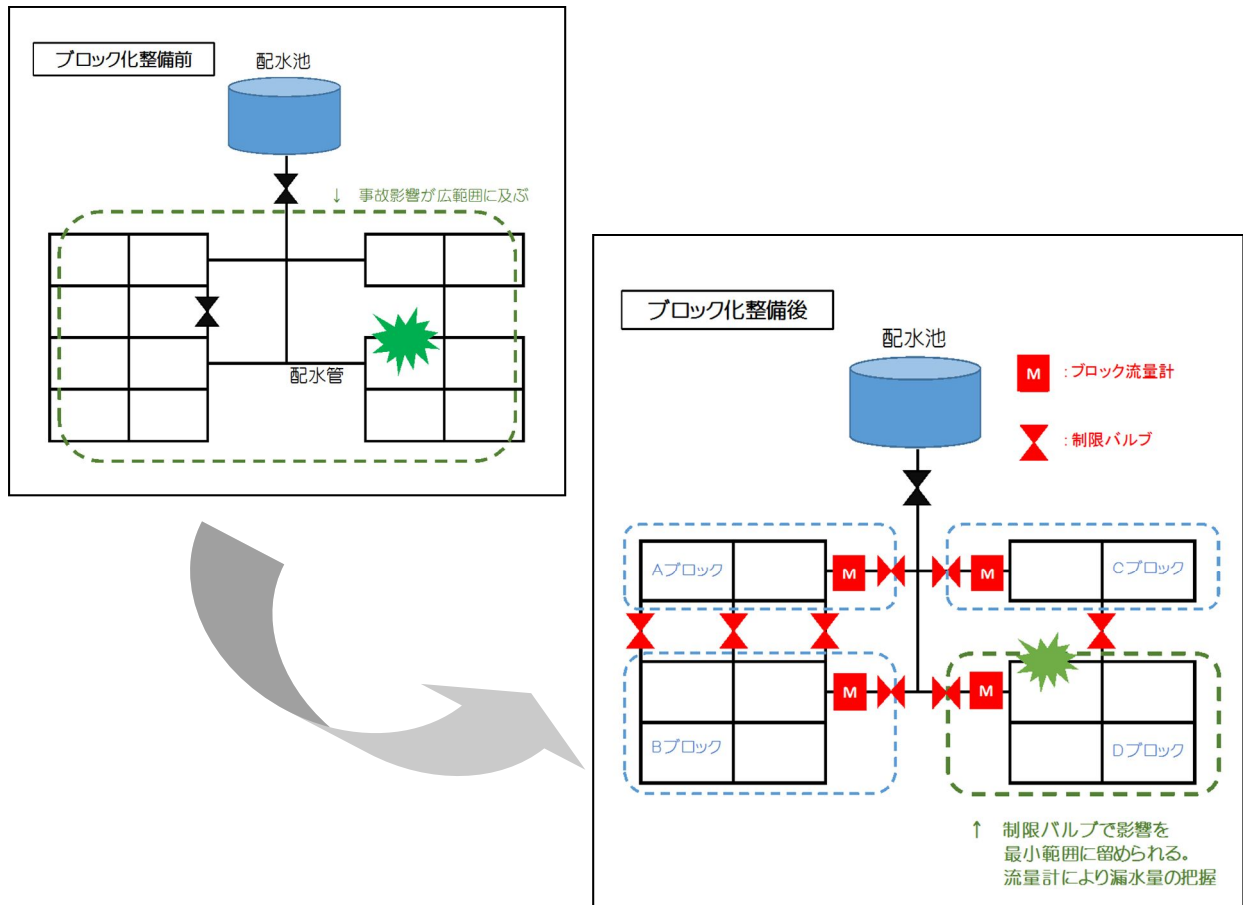 ブロック化整備前
配水池
↓ 事故影響が広範囲に及ぶ
配水管
ブロック化整備後
配水池
M :ブロック流量計
:制限バルブ
Aブロック
M
M
Cブロック
M
M
Bブロック
Dブロック
↑ 制限バルブで影響を
最小範囲に留められる。
流量計により漏水量の把握